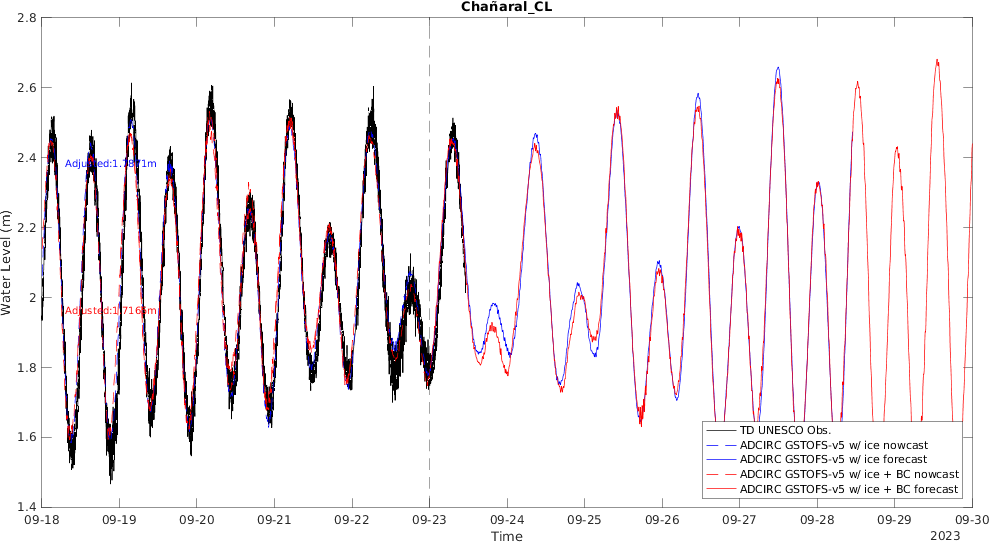 Chañaral_CL
2.8
2.6
2.4
2.2
2
1.8
1.6
1.4
Water Level (m)
Adjusted:1.7871m
TD UNESCO Obs.
ADCIRC GSTOFS-v5 w/ ice nowcast
ADCIRC GSTOFS-v5 w/ ice forecast
ADCIRC GSTOFS-v5 w/ ice + BC nowcast
ADCIRC GSTOFS-v5 w/ ice + BC forecast
09-18 09-19 09-20 09-21 09-22 09-23 09-24 09-25 09-26 09-27 09-28 09-29 09-30
Time
2023